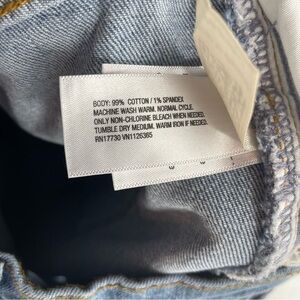 BODY: 99% COTTON / 1% SPANDEX
MACHINE WASH WARM, NORMAL CYCLE.
ONLY NON-CHLORINE BLEACH WHEN NEEDED.
TUMBLE DRY MEDIUM. WARM IRON IF NEEDED.
RN17730 VN1126365